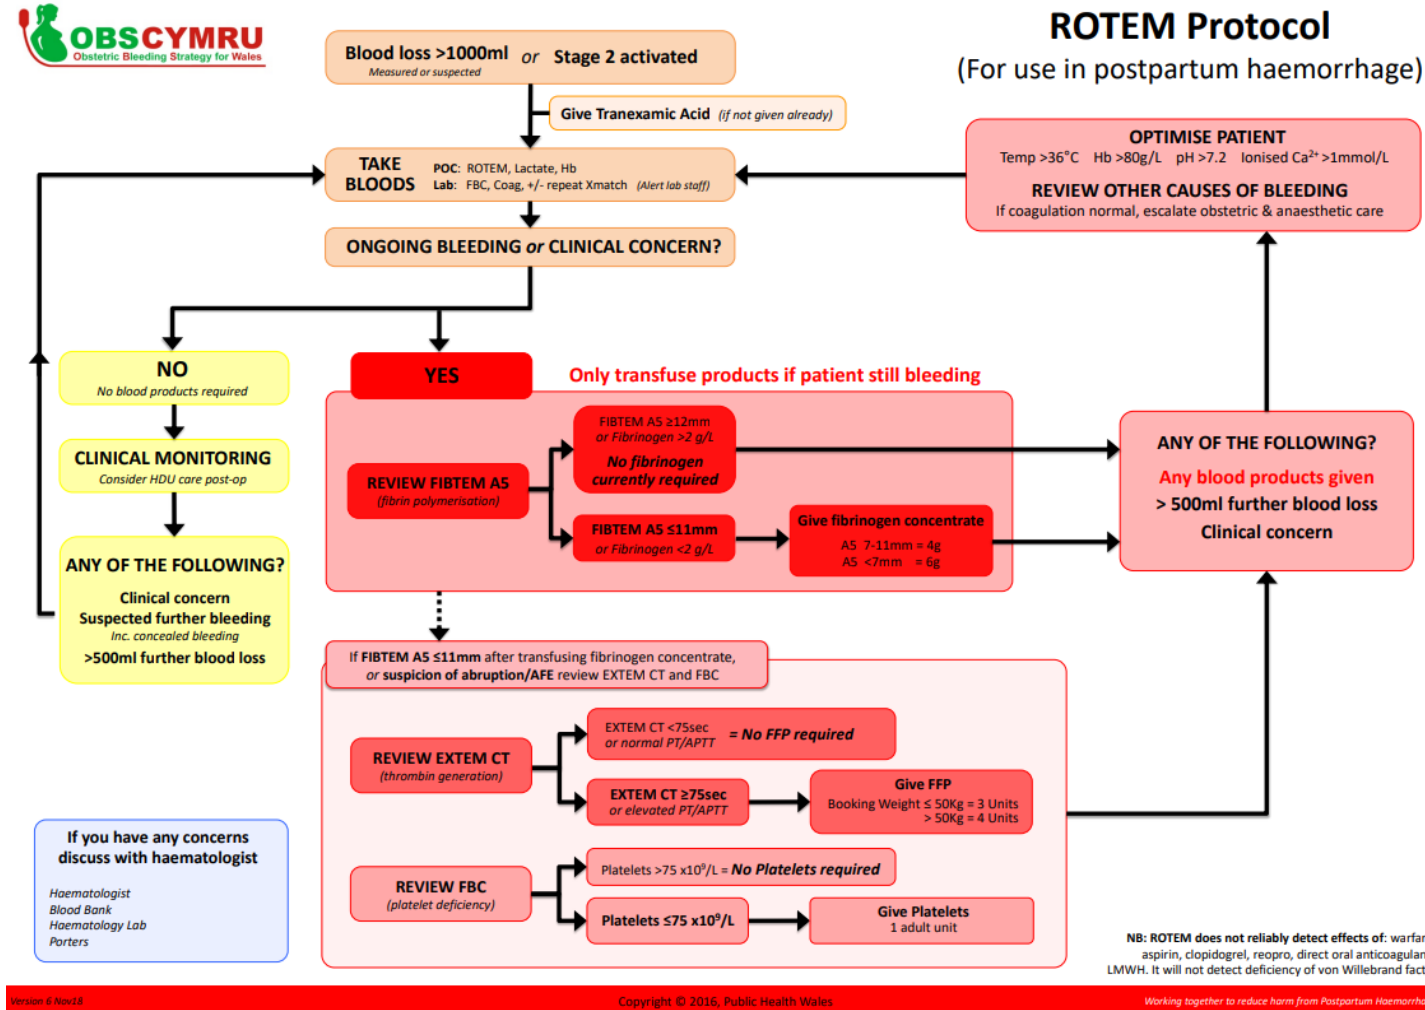 OBSCYMRU
Obstetric Bleeding Strategy for Wales
ROTEM Protocol
(For use in postpartum haemorrhage)
Blood loss >1000ml or Stage 2 activated
Measured or suspected
Give Tranexamic Acid (if not given already)
TAKE
BLOODS
POC: ROTEM, Lactate, Hb
Lab: FBC, Coag, +/- repeat Xmatch (Alert lab staff)
OPTIMISE PATIENT
Temp >36°C Hb >80g/L pH >7.2 Ionised Ca²⁺ >1mmol/L
REVIEW OTHER CAUSES OF BLEEDING
If coagulation normal, escalate obstetric & anaesthetic care
ONGOING BLEEDING or CLINICAL CONCERN?
NO
No blood products required
CLINICAL MONITORING
Consider HDU care post-op
ANY OF THE FOLLOWING?
Clinical concern
Suspected further bleeding
Inc. concealed bleeding
>500ml further blood loss
YES
Only transfuse products if patient still bleeding
REVIEW FIBTEM A5
(fibrin polymerisation)
FIBTEM A5 ≥12mm
or Fibrinogen >2 g/L
No fibrinogen
currently required
FIBTEM A5 ≤11mm
or Fibrinogen <2 g/L
Give fibrinogen concentrate
A5 7-11mm = 4g
A5 <7mm = 6g
ANY OF THE FOLLOWING?
Any blood products given
> 500ml further blood loss
Clinical concern
If FIBTEM A5 ≤11mm after transfusing fibrinogen concentrate,
or suspicion of abruption/AFE review EXTEM CT and FBC
REVIEW EXTEM CT
(thrombin generation)
EXTEM CT <75sec
or normal PT/APTT
= No FFP required
EXTEM CT ≥75sec
or elevated PT/APTT
Give FFP
Booking Weight ≤ 50Kg = 3 Units
> 50Kg = 4 Units
REVIEW FBC
(platelet deficiency)
Platelets >75 x10⁹/L = No Platelets required
Platelets ≤75 x10⁹/L
Give Platelets
1 adult unit
If you have any concerns
discuss with haematologist
Haematologist
Blood Bank
Haematology Lab
Porters
NB: ROTEM does not reliably detect effects of: warfar
aspirin, clopidogrel, reopro, direct oral anticoagulan
LMWH. It will not detect deficiency of von Willebrand fact
Version 6 Nov18
Copyright © 2016, Public Health Wales
Working together to reduce harm from Postpartum Haemorrha